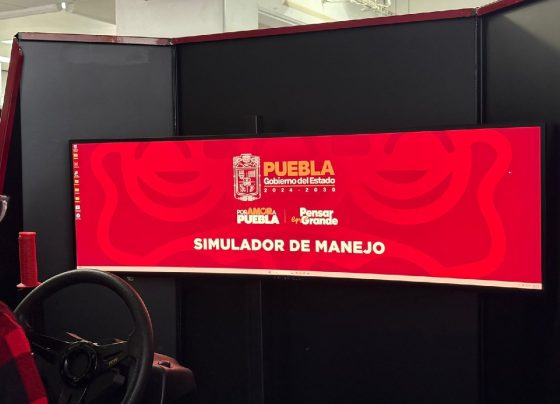 PUEBLA
Gobierno del Estado
2024 - 2030
POR AMOR A
PUEBLA
Pensar
en Grande
SIMULADOR DE MANEJO